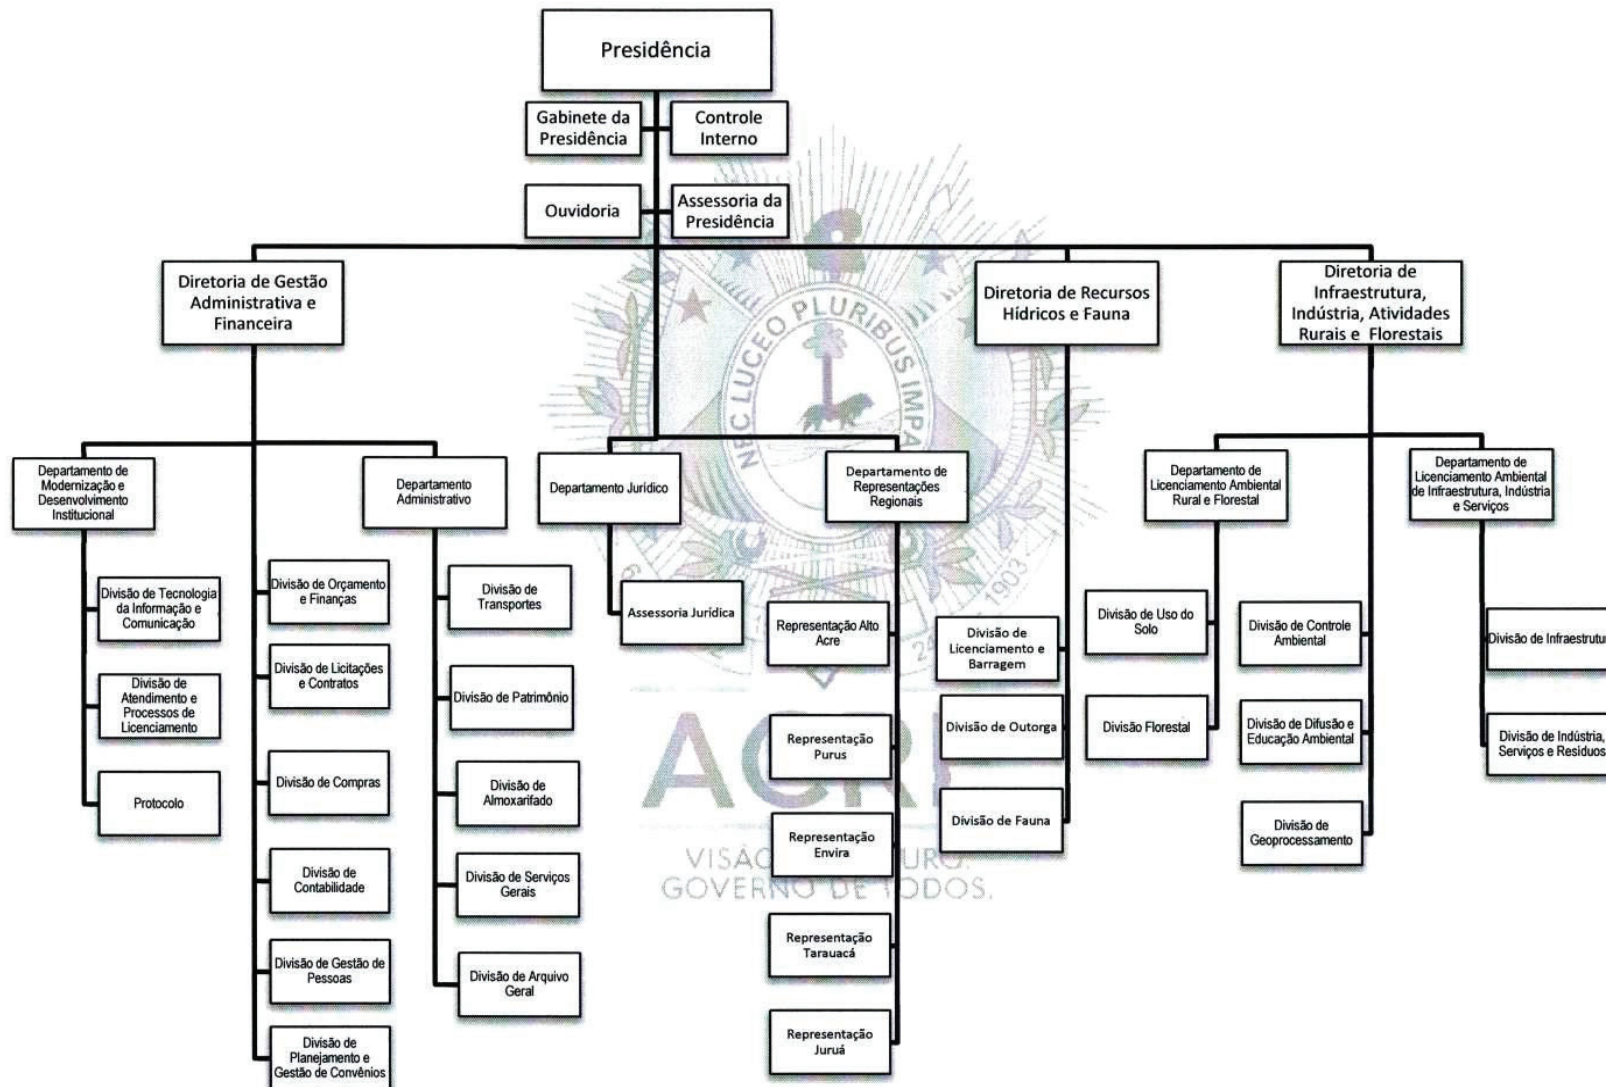 Presidência
Gabinete da
Presidência
Controle
Interno
Ouvidoria
Assessoria da
Presidência
Diretoria de Gestão
Administrativa e
Financeira
Diretoria de Recursos
Hídricos e Fauna
Diretoria de
Infraestrutura,
Indústria, Atividades
Rurais e Florestais
NEC LUCEO PLURIBUS IMPA
Departamento de
Modernização e
Desenvolvimento
Institucional
Departamento
Administrativo
Departamento Jurídico
Departamento de
Representações
Regionais
Departamento de
Licenciamento Ambiental
Rural e Florestal
Departamento de
Licenciamento Ambiental
de Infraestrutura, Indústria
e Serviços
Divisão de Tecnologia
da Informação e
Comunicação
Divisão de
Atendimento e
Processos de
Licenciamento
Protocolo
Divisão de Orçamento
e Finanças
Divisão de Licitações
e Contratos
Divisão de Compras
Divisão de
Contabilidade
Divisão de Gestão de
Pessoas
Divisão de
Planejamento e
Gestão de Convênios
Divisão de
Transportes
Divisão de Patrimônio
Divisão de
Almoxarifado
Divisão de Serviços
Gerais
Divisão de Arquivo
Geral
Assessoria Jurídica
Representação Alto
Acre
Representação
Purus
Representação
Envira
Representação
Tarauacá
Representação
Juruá
Divisão de
Licenciamento e
Barragem
Divisão de Outorga
Divisão de Fauna
Divisão de Uso do
Solo
Divisão Florestal
Divisão de Controle
Ambiental
Divisão de Difusão e
Educação Ambiental
Divisão de
Geoprocessamento
Divisão de Infraestrutur
Divisão de Indústria,
Serviços e Resíduos
1903
ACRE
GOVERNO DE TODOS.